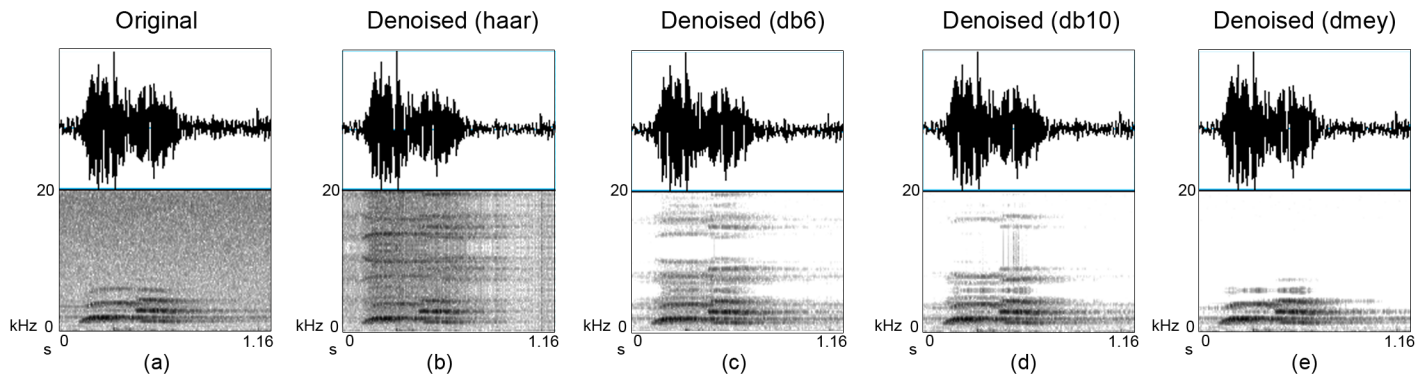 Original
Denoised (haar)
Denoised (db6)
Denoised (db10)
Denoised (dmey)
20
20
20
20
20
kHz 0
kHz 0
kHz 0
kHz 0
kHz 0
s 0 1.16
s 0 1.16
s 0 1.16
s 0 1.16
s 0 1.16
(a)
(b)
(c)
(d)
(e)